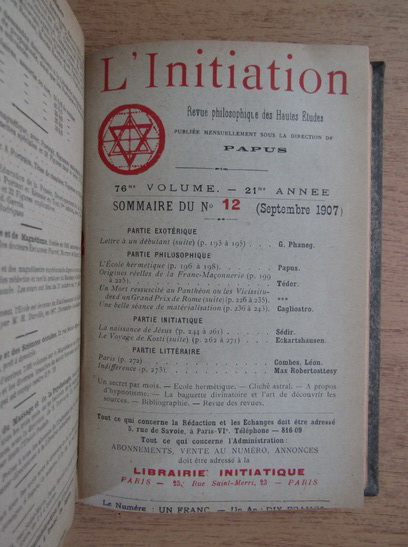 L'Initiation
Revue philosophique des Hautes Études
PUBLIÉE MENSUELLEMENT SOUS LA DIRECTION DE
PAPUS
76me VOLUME. — 21me ANNÉE
SOMMAIRE DU No 12 (Septembre 1907)
PARTIE EXOTÉRIQUE
Lettre à un débutant (suite) (p. 193 à 195) . . . G. Phaneg.
PARTIE PHILOSOPHIQUE
L'École hermétique (p. 196 à 198). . . . . . . Papus.
Origines réelles de la Franc-Maçonnerie (p. 199
à 225). . . . . . . . . . . . . . Téder.
Un Mort ressuscité au Panthéon ou les Vicissitu-
des d'un Grand Prix de Rome (suite) (p. 226 à 235). ***
Une belle séance de matérialisation (p. 236 à 243). Cagliostro.
PARTIE INITIATIQUE
La naissance de Jésus (p. 244 à 261) . . . . . Sédir.
Le Voyage de Kosti (suite) (p. 262 à 271) . . . . Eckartshausen.
PARTIE LITTÉRAIRE
Paris (p. 272). . . . . . . . . . . . Combes. Léon.
Indifférence (p. 273). . . . . . . . . . Max Robertosttesy
Un secret par mois. — École hermétique. — Cliché astral. — A propos
d'hypnotisme. — La baguette divinatoire et l'art de découvrir les
sources. — Bibliographie. — Revue des revues.
Tout ce qui concerne la Rédaction et les Échanges doit être adressé
5, rue de Savoie, à PARIS-VIe. Téléphone — 816-09
Tout ce qui concerne l'Administration:
ABONNEMENTS, VENTE AU NUMÉRO, ANNONCES
doit être adressé à la
LIBRAIRIE INITIATIQUE
PARIS — 23, Rue Saint-Merri, 23 — PARIS
Le Numéro : UN FRANC. — Un An : DIX FRANCS